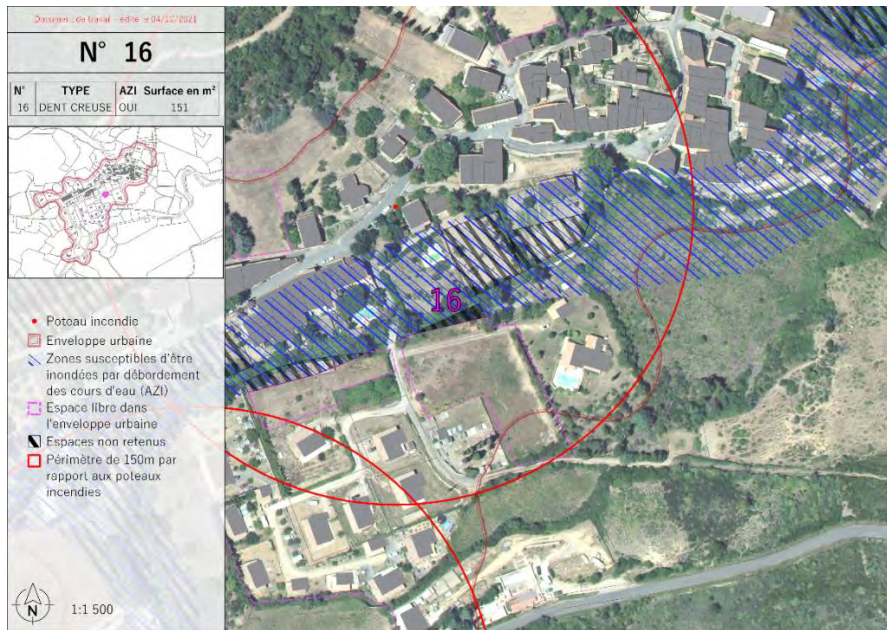 Document de travail - édité le 04/10/2021
N° 16
N° TYPE AZI Surface en m²
16 DENT CREUSE OUI 151
16
Poteau incendie
Enveloppe urbaine
Zones susceptibles d'être
inondées par débordement
des cours d'eau (AZI)
Espace libre dans
l'enveloppe urbaine
Espaces non retenus
Périmètre de 150m par
rapport aux poteaux
incendies
N
1:1 500